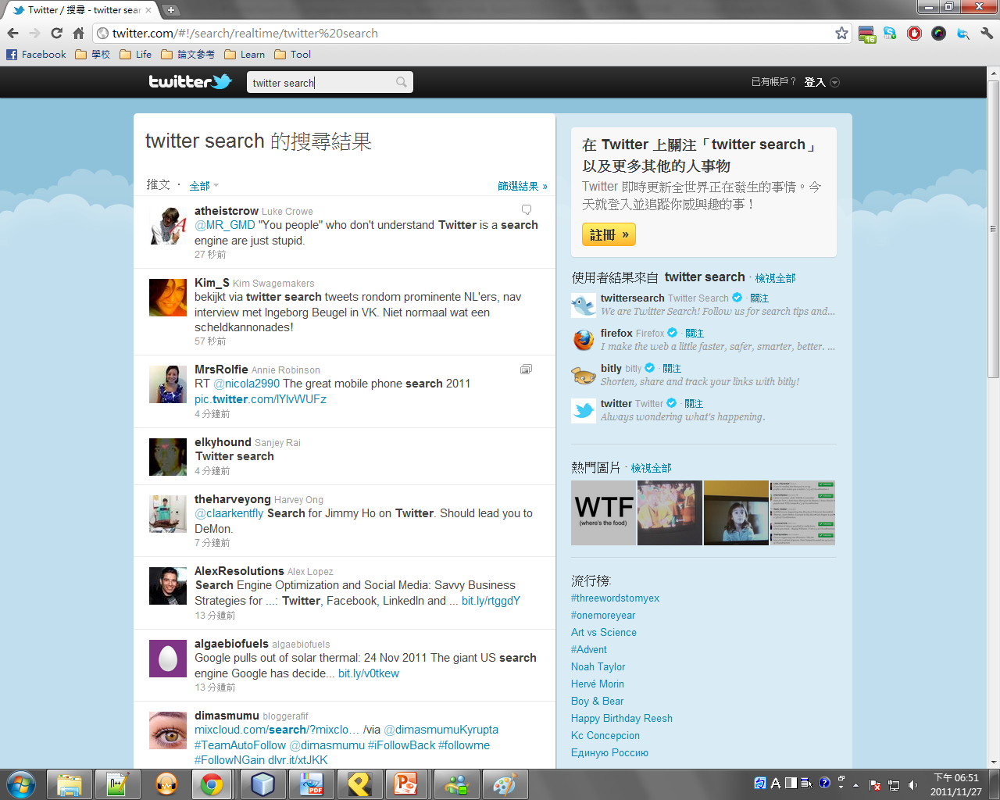 Twitter / 搜尋 - twitter sear
twitter.com/#!/search/realtime/twitter%20search
16
Facebook 學校 Life 論文參考 Learn Tool
twitter
twitter search
已有帳戶？ 登入
twitter search 的搜尋結果
推文 · 全部
篩選結果 »
atheistcrow Luke Crowe
@MR_GMD "You people" who don't understand Twitter is a search
engine are just stupid.
27 秒前
Kim_S Kim Swagemakers
bekijkt via twitter search tweets rondom prominente NL'ers, nav
interview met Ingeborg Beugel in VK. Niet normaal wat een
scheldkannonades!
57 秒前
MrsRolfie Annie Robinson
RT @nicola2990 The great mobile phone search 2011
pic.twitter.com/lYlvWUFz
4 分鐘前
elkyhound Sanjey Rai
Twitter search
4 分鐘前
theharveyong Harvey Ong
@claarkentfly Search for Jimmy Ho on Twitter. Should lead you to
DeMon.
7 分鐘前
AlexResolutions Alex Lopez
Search Engine Optimization and Social Media: Savvy Business
Strategies for ...: Twitter, Facebook, LinkedIn and ... bit.ly/rtggdY
13 分鐘前
algaebiofuels algaebiofuels
Google pulls out of solar thermal: 24 Nov 2011 The giant US search
engine Google has decide... bit.ly/v0tkew
13 分鐘前
dimasmumu bloggerafif
mixcloud.com/search/?mixclo… /via @dimasmumuKyrupta
#TeamAutoFollow @dimasmumu #iFollowBack #followme
#FollowNGain dlvr.it/xtJKK
在 Twitter 上關注「twitter search」
以及更多其他的人事物
Twitter 即時更新全世界正在發生的事情。今
天就登入並追蹤你感興趣的事！
註冊 »
使用者結果來自 twitter search · 檢視全部
twittersearch Twitter Search · 關注
We are Twitter Search! Follow us for search tips and...
firefox Firefox · 關注
I make the web a little faster, safer, smarter, better. ...
bitly bitly · 關注
Shorten, share and track your links with bitly!
twitter Twitter · 關注
Always wondering what's happening.
熱門圖片 · 檢視全部
WTF
(where's the food)
流行榜:
#threewordstomyex
#onemoreyear
Art vs Science
#Advent
Noah Taylor
Hervé Morin
Boy & Bear
Happy Birthday Reesh
Kc Concepcion
Единую Россию
PDF
A
下午 06:51
2011/11/27